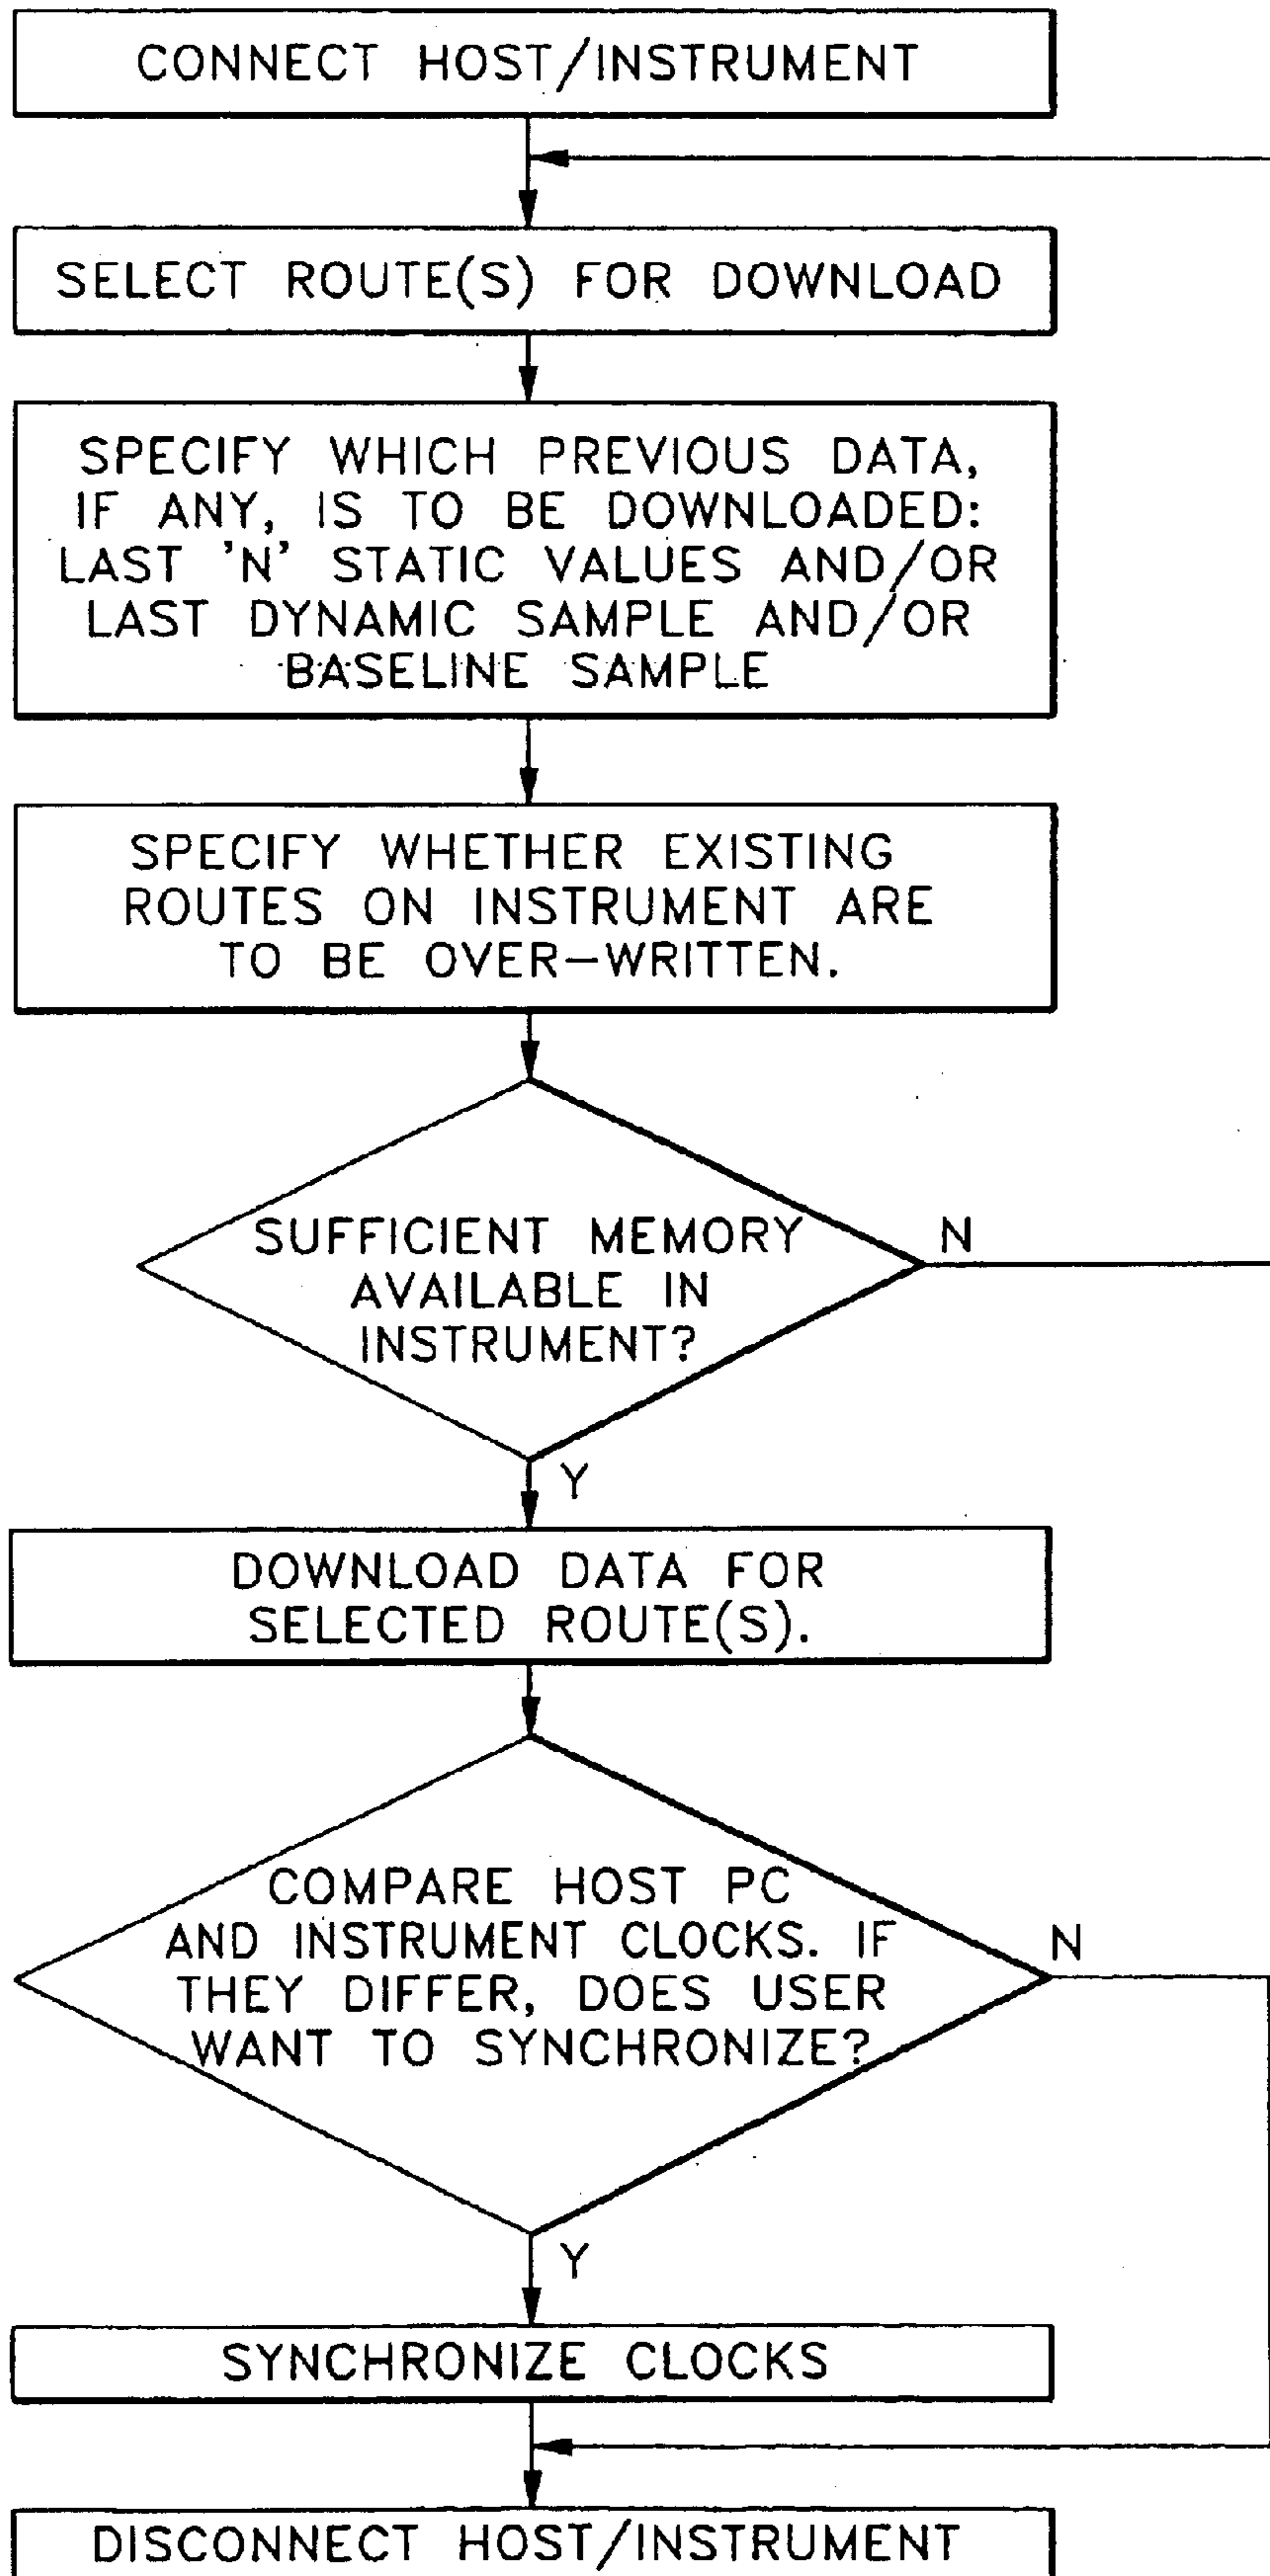 CONNECT HOST/INSTRUMENT
SELECT ROUTE(S) FOR DOWNLOAD
SPECIFY WHICH PREVIOUS DATA,
IF ANY, IS TO BE DOWNLOADED:
LAST 'N' STATIC VALUES AND/OR
LAST DYNAMIC SAMPLE AND/OR
BASELINE SAMPLE
SPECIFY WHETHER EXISTING
ROUTES ON INSTRUMENT ARE
TO BE OVER-WRITTEN.
SUFFICIENT MEMORY
AVAILABLE IN
INSTRUMENT?
N
Y
DOWNLOAD DATA FOR
SELECTED ROUTE(S).
COMPARE HOST PC
AND INSTRUMENT CLOCKS. IF
THEY DIFFER, DOES USER
WANT TO SYNCHRONIZE?
N
Y
SYNCHRONIZE CLOCKS
DISCONNECT HOST/INSTRUMENT